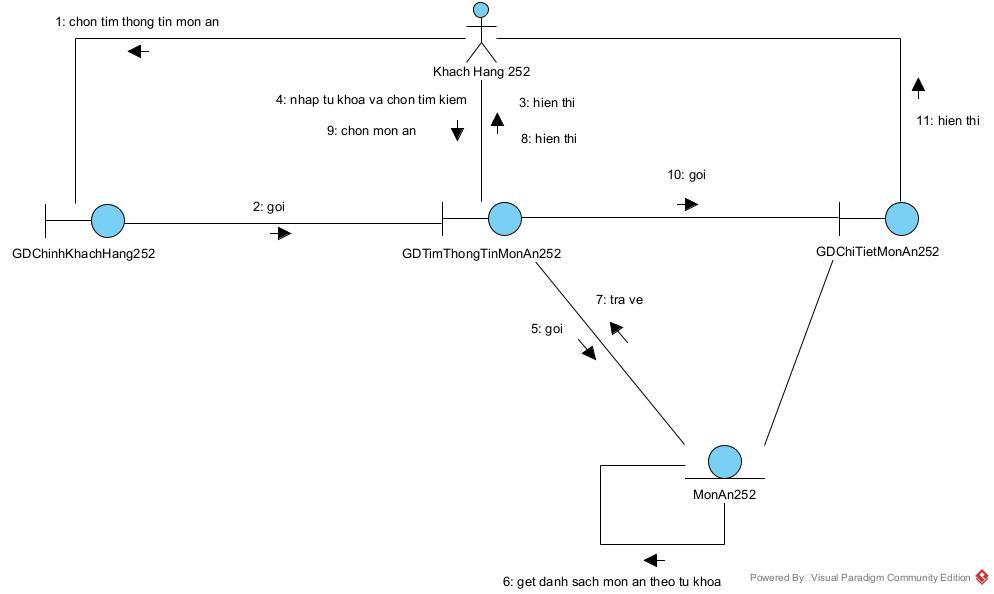 1: chon tim thong tin mon an
Khach Hang 252
4: nhap tu khoa va chon tim kiem
3: hien thi
9: chon mon an
8: hien thi
11: hien thi
10: goi
2: goi
GDChinhKhachHang252
GDTimThongTinMonAn252
GDChiTietMonAn252
7: tra ve
5: goi
MonAn252
6: get danh sach mon an theo tu khoa
Powered By Visual Paradigm Community Edition